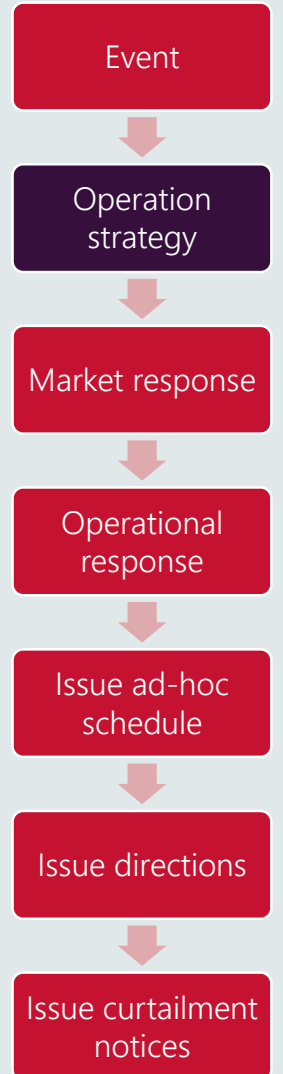 Event
Operation
strategy
Market response
Operational
response
Issue ad-hoc
schedule
Issue directions
Issue curtailment
notices